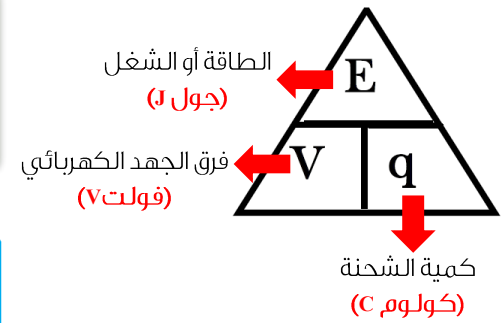 الطاقة أو الشغل
(جول J)
E
فرق الجهد الكهربائي
(فولتV)
V
q
كمية الشحنة
(كولوم C)